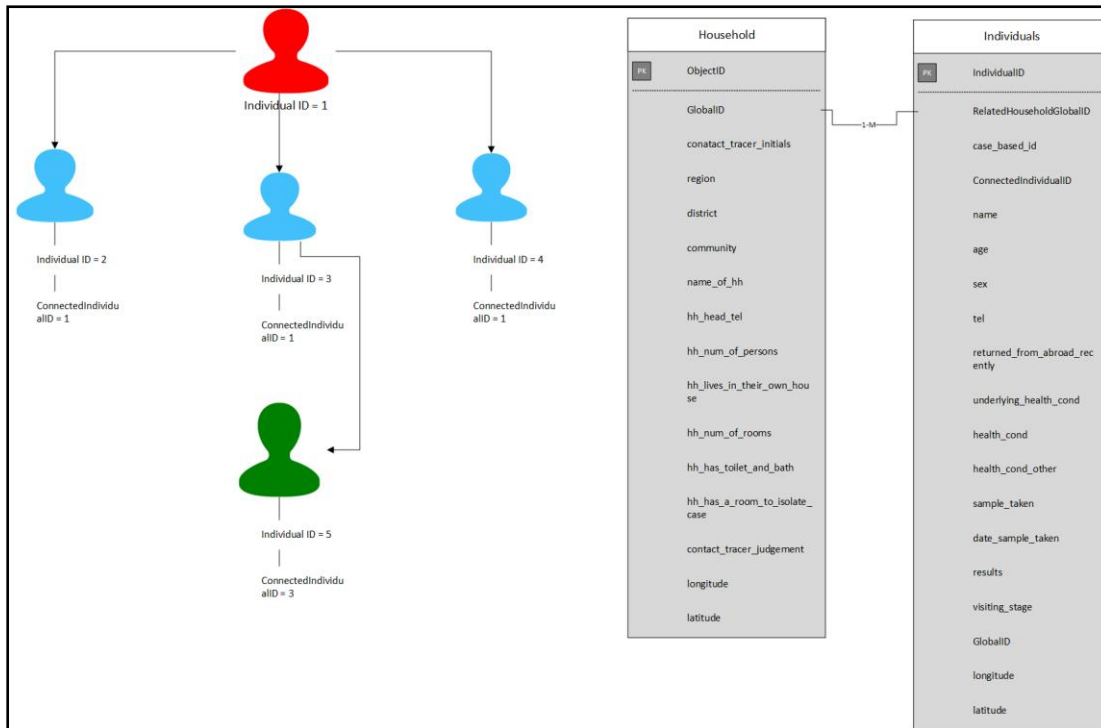 Individual ID = 1
Individual ID = 2
ConnectedIndividu
alID = 1
Individual ID = 3
ConnectedIndividu
alID = 1
Individual ID = 4
ConnectedIndividu
alID = 1
Individual ID = 5
ConnectedIndividu
alID = 3
Household
PK
ObjectID
GlobalID
conatact_tracer_initials
region
district
community
name_of_hh
hh_head_tel
hh_num_of_persons
hh_lives_in_their_own_hou
se
hh_num_of_rooms
hh_has_toilet_and_bath
hh_has_a_room_to_isolate_
case
contact_tracer_judgement
longitude
latitude
1-M
Individuals
PK
IndividualID
RelatedHouseholdGlobalID
case_based_id
ConnectedIndividualID
name
age
sex
tel
returned_from_abroad_rec
ently
underlying_health_cond
health_cond
health_cond_other
sample_taken
date_sample_taken
results
visiting_stage
GlobalID
longitude
latitude